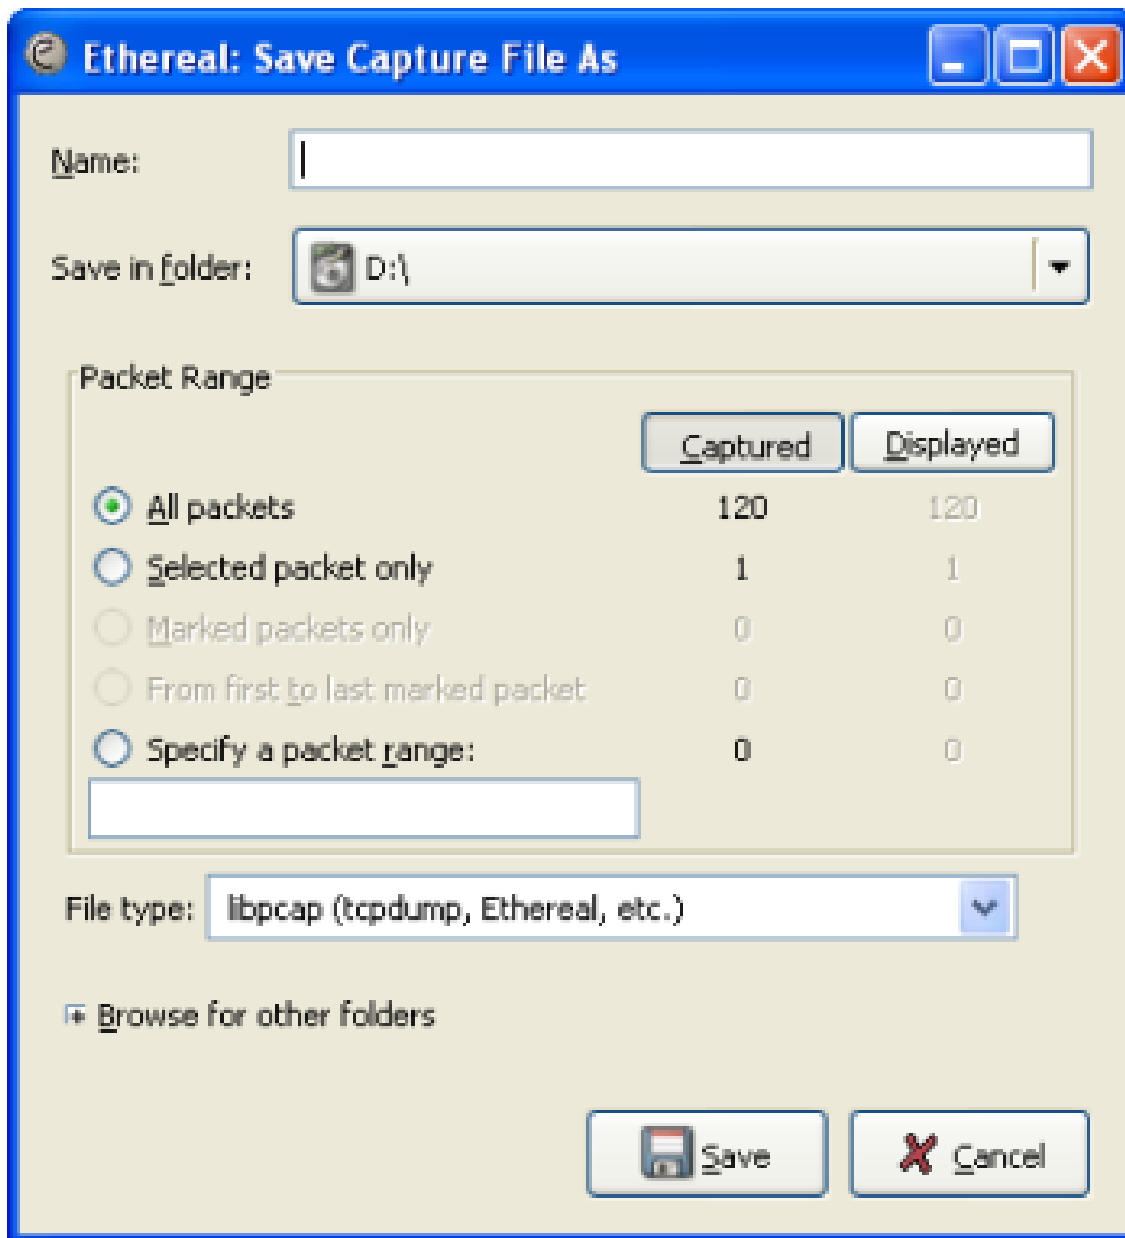 Ethereal: Save Capture File As
Name:
Save in folder: D:\
Packet Range
Captured Displayed
All packets 120 120
Selected packet only 1 1
Marked packets only 0 0
From first to last marked packet 0 0
Specify a packet range: 0 0
File type: libpcap (tcpdump, Ethereal, etc.)
Browse for other folders
Save Cancel